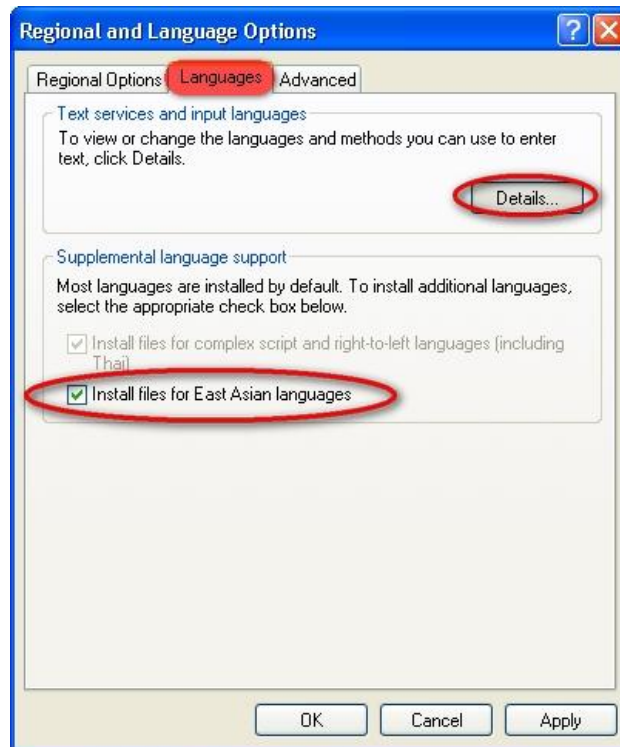 Regional and Language Options
Regional Options Languages Advanced
Text services and input languages
To view or change the languages and methods you can use to enter
text, click Details.
Details...
Supplemental language support
Most languages are installed by default. To install additional languages,
select the appropriate check box below.
Install files for complex script and right-to-left languages (including
Thai)
Install files for East Asian languages
OK Cancel Apply